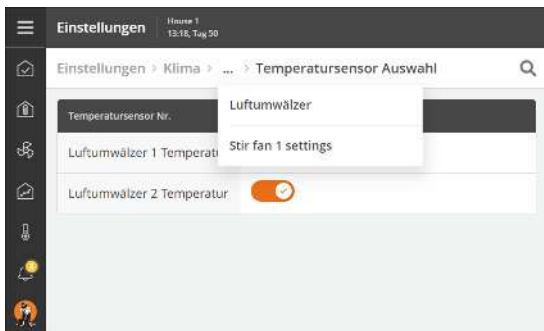 Einstellungen
House 1
13:18, Tag 50
Einstellungen > Klima > ... > Temperatursensor Auswahl
Luftumwälzer
Stir fan 1 settings
Temperatursensor Nr.
Luftumwälzer 1 Temperatu
Luftumwälzer 2 Temperatur